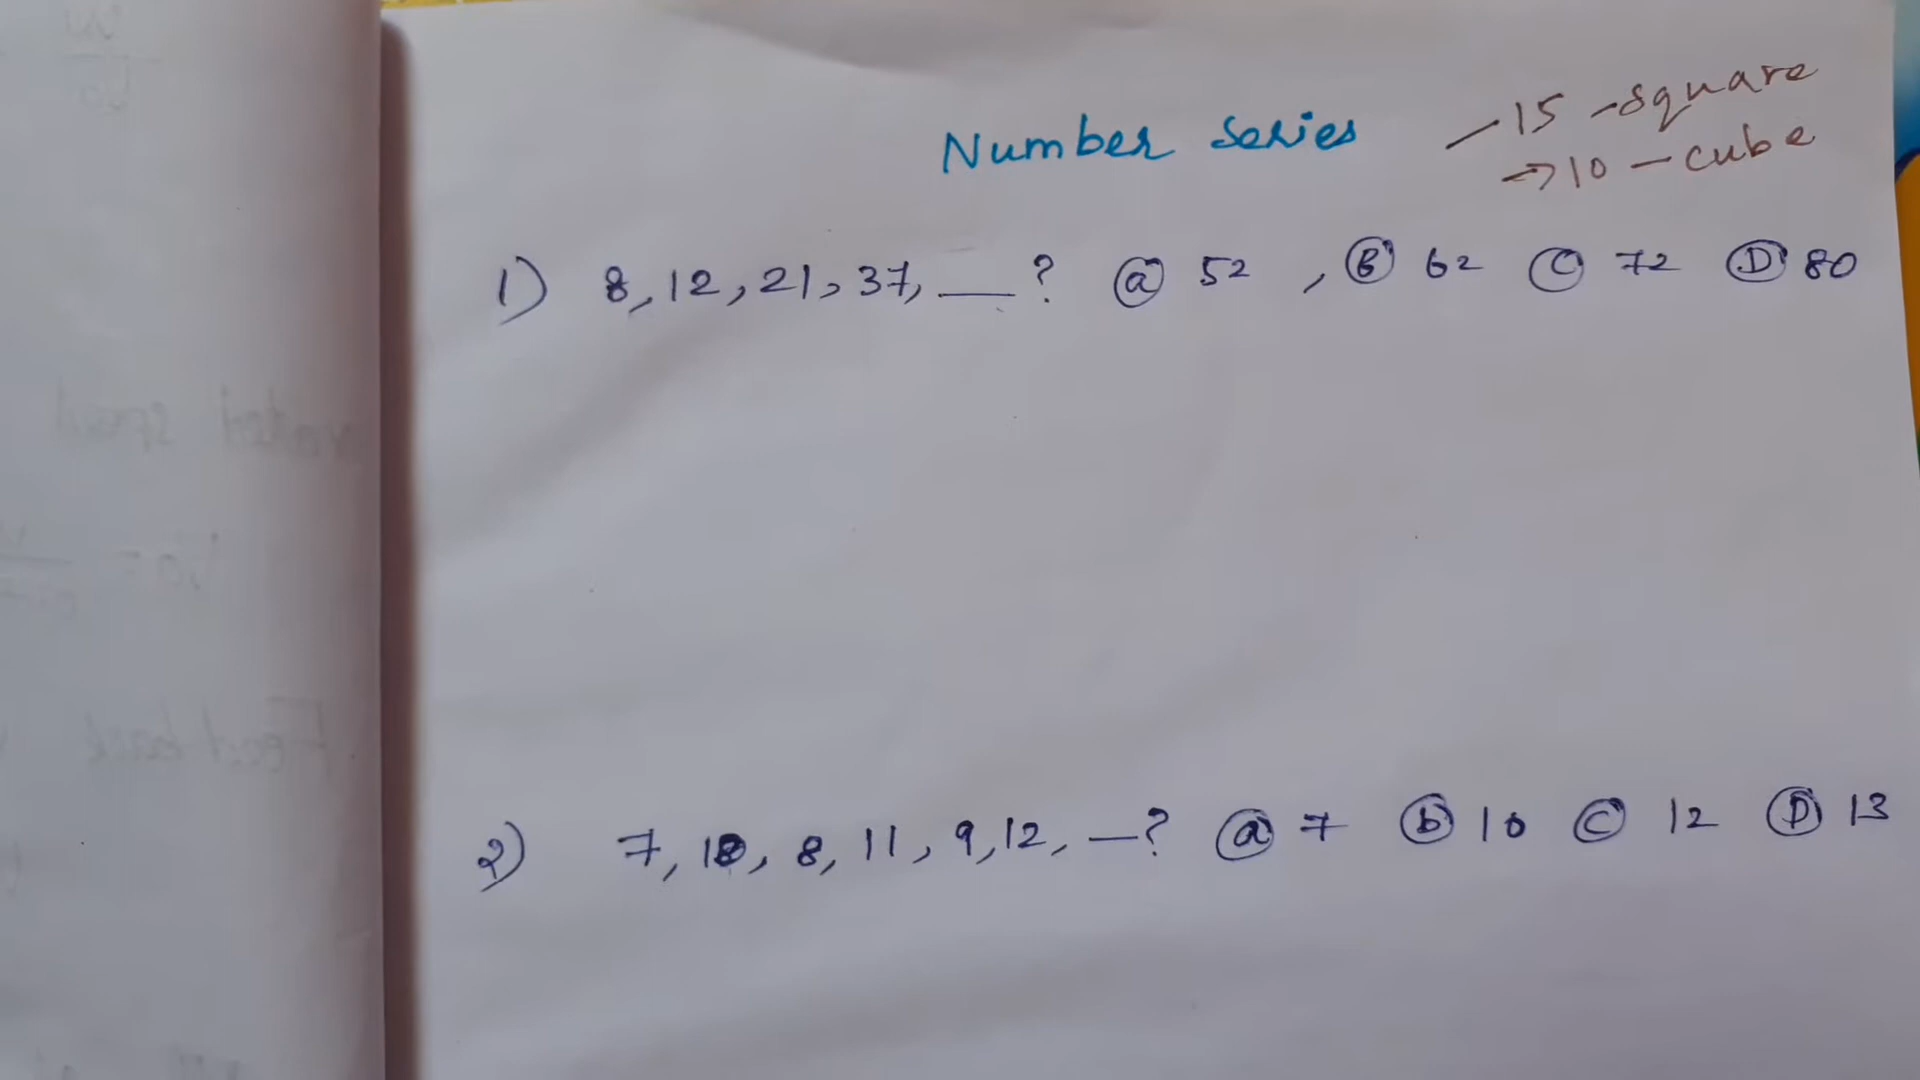 Number Series
– 15 – square
→ 10 – cube
1) 8, 12, 21, 37, __ ? ⓐ 52 , Ⓑ 62 Ⓒ 72 Ⓓ 80
2) 7, 10, 8, 11, 9, 12, __ ? ⓐ 7 ⓑ 10 Ⓒ 12 Ⓓ 13